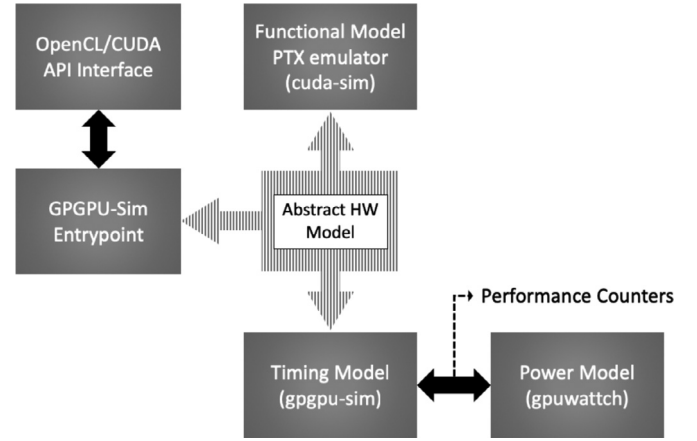 OpenCL/CUDA
API Interface
Functional Model
PTX emulator
(cuda-sim)
GPGPU-Sim
Entrypoint
Abstract HW
Model
Performance Counters
Timing Model
(gpgpu-sim)
Power Model
(gpuwattch)